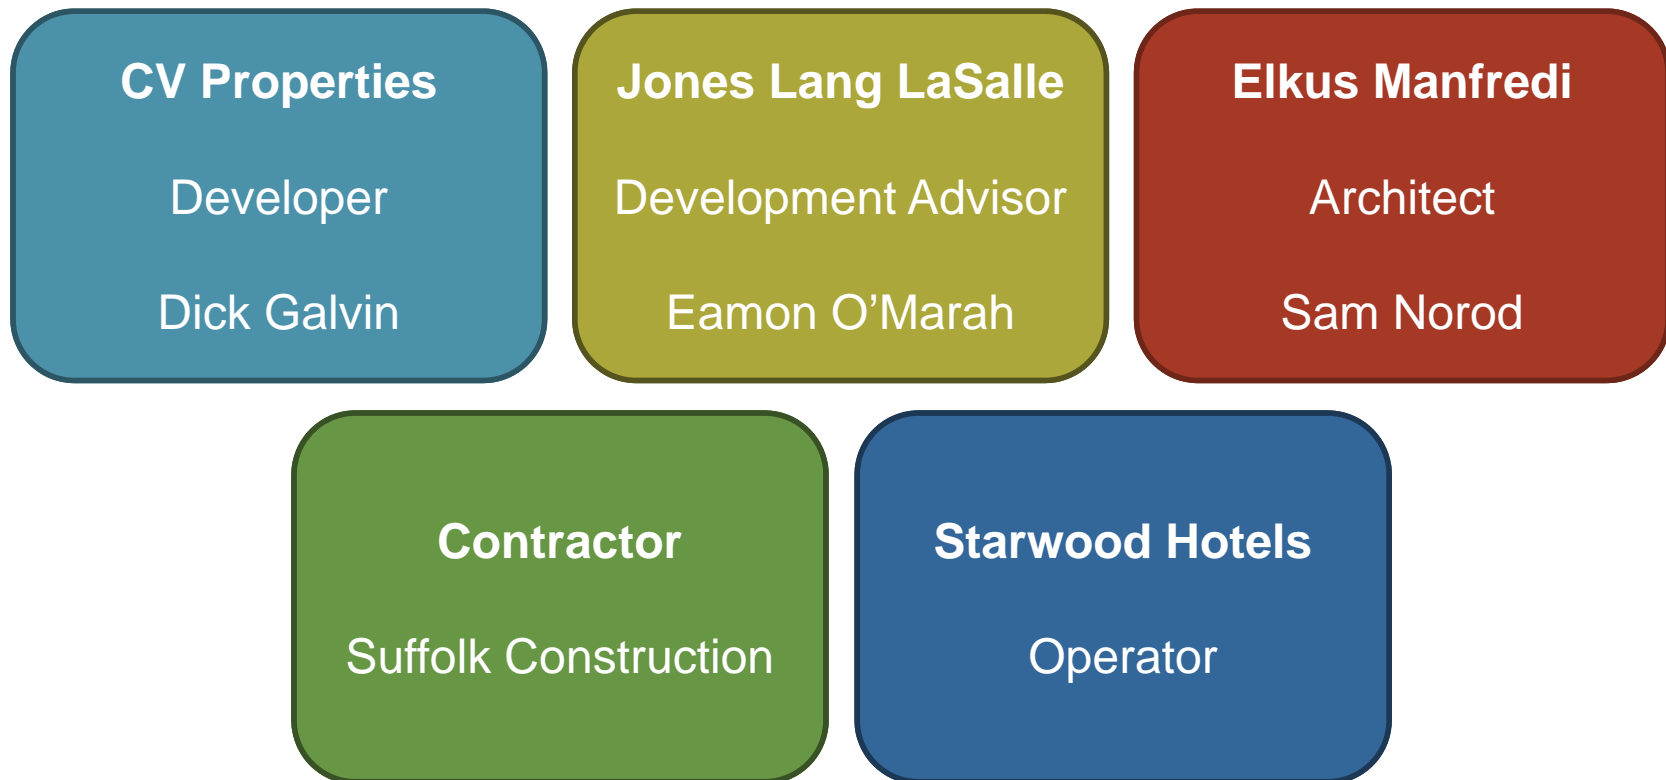 CV Properties
Developer
Dick Galvin
Jones Lang LaSalle
Development Advisor
Eamon O’Marah
Elkus Manfredi
Architect
Sam Norod
Contractor
Suffolk Construction
Starwood Hotels
Operator